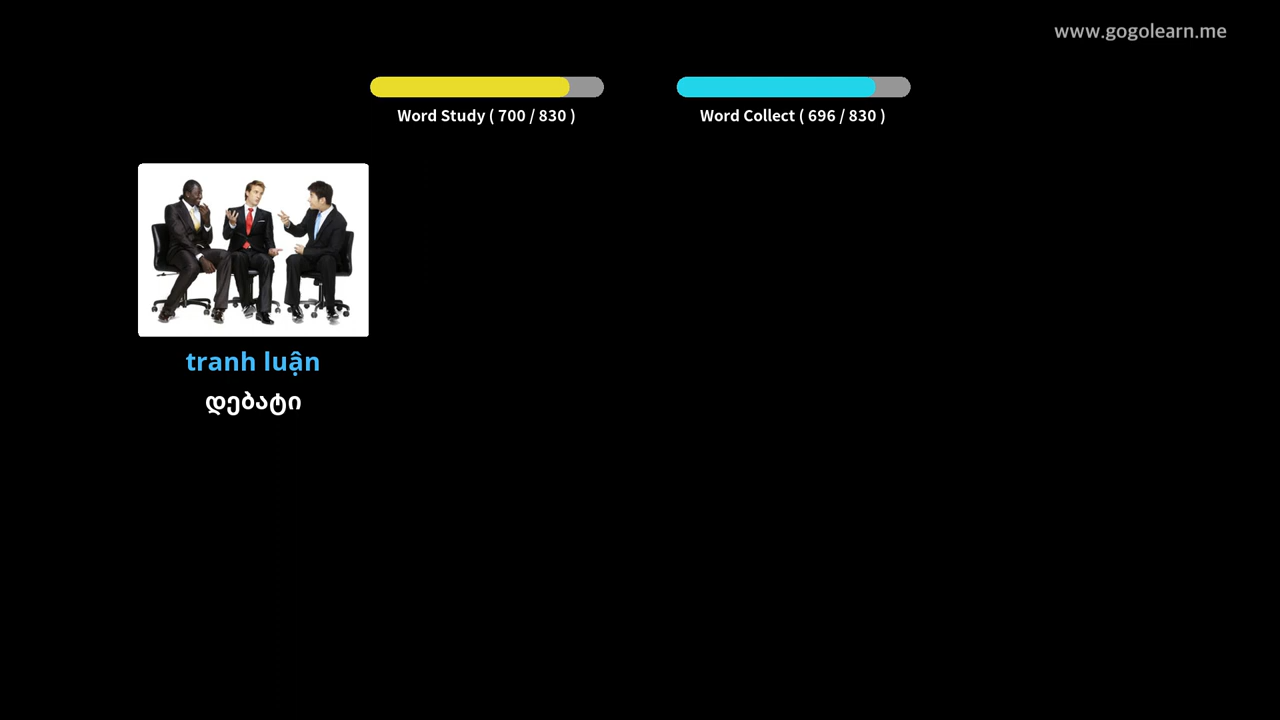 www.gogolearn.me
Word Study ( 700 / 830 )
Word Collect ( 696 / 830 )
tranh luận
დებატი